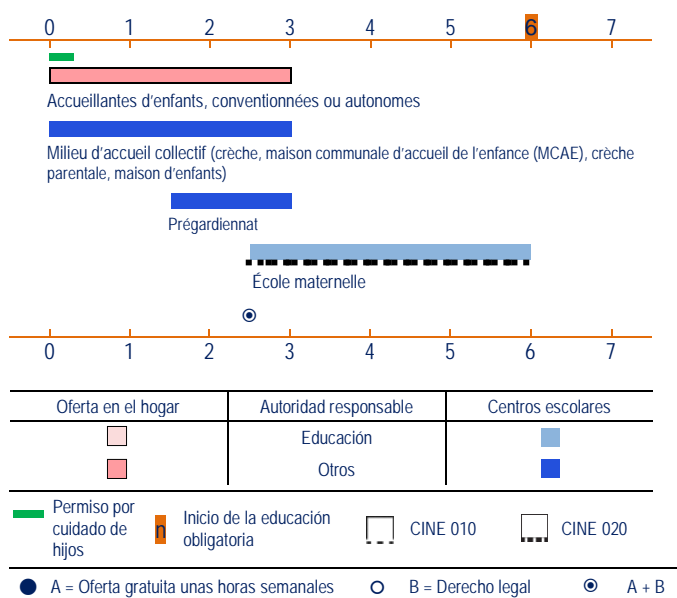 0 1 2 3 4 5 6 7
Accueillantes d'enfants, conventionnées ou autonomes
Milieu d'accueil collectif (crèche, maison communale d'accueil de l'enfance (MCAE), crèche
parentale, maison d'enfants)
Prégardiennat
École maternelle
0 1 2 3 4 5 6 7
Oferta en el hogar Autoridad responsable Centros escolares
Educación
Otros
Permiso por
cuidado de
hijos
n Inicio de la educación
obligatoria
CINE 010
CINE 020
A = Oferta gratuita unas horas semanales B = Derecho legal A + B